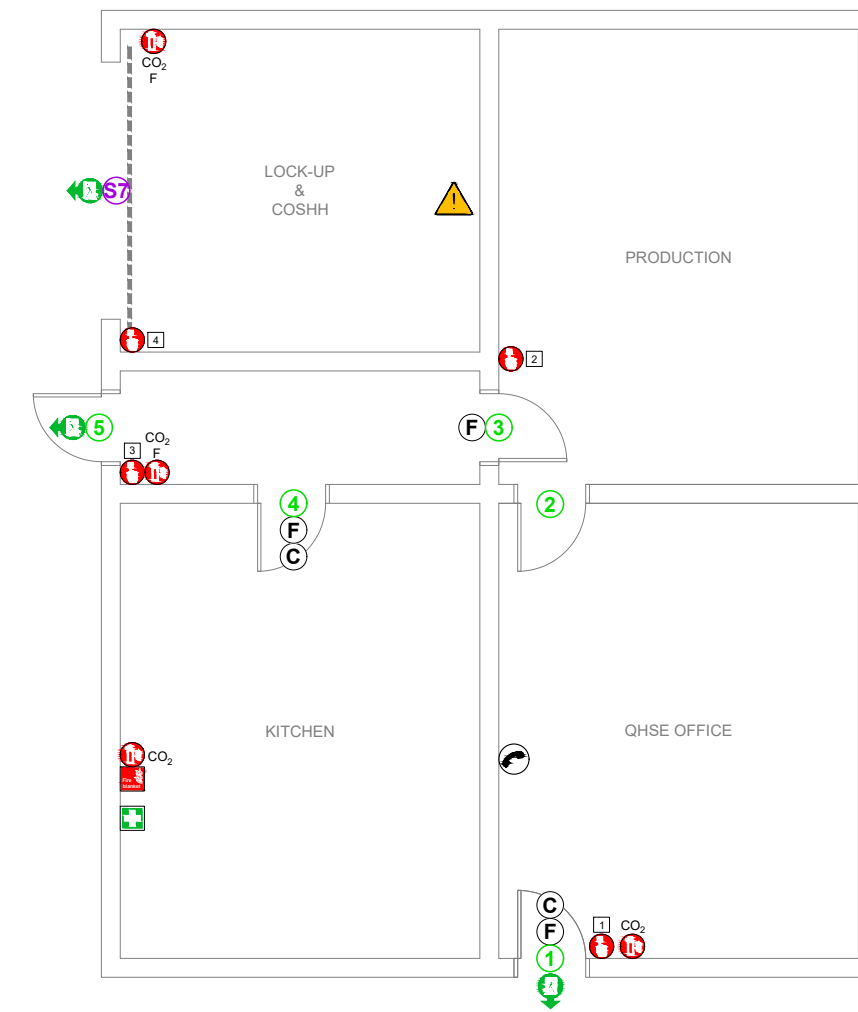 CO₂
F
LOCK-UP
&
COSHH
S7
!
PRODUCTION
4
2
5
CO₂
3
F
F 3
4
F
C
2
KITCHEN
QHSE OFFICE
CO₂
Fire
blanket
C
F
1
1 CO₂